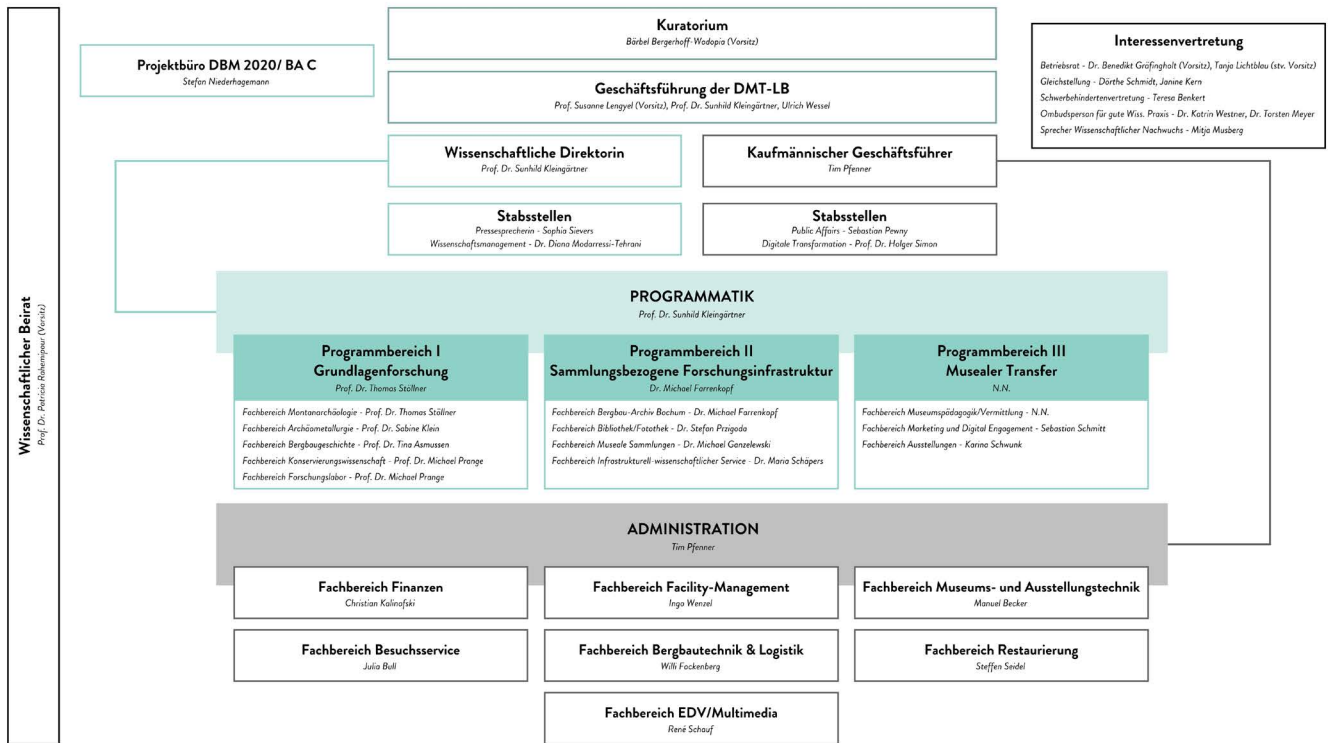 Wissenschaftlicher Beirat
Prof. Dr. Patricia Rahemipour (Vorsitz)
Projektbüro DBM 2020/ BA C
Stefan Niederhagemann
Kuratorium
Bärbel Bergerhoff-Wodopia (Vorsitz)
Geschäftsführung der DMT-LB
Prof. Susanne Lengyel (Vorsitz), Prof. Dr. Sunhild Kleingärtner, Ulrich Wessel
Interessenvertretung
Betriebsrat - Dr. Benedikt Gräfingholt (Vorsitz), Tanja Lichtblau (stv. Vorsitz)
Gleichstellung - Dörthe Schmidt, Janine Kern
Schwerbehindertenvertretung - Teresa Benkert
Ombudsperson für gute Wiss. Praxis - Dr. Katrin Westner, Dr. Torsten Meyer
Sprecher Wissenschaftlicher Nachwuchs - Mitja Musberg
Wissenschaftliche Direktorin
Prof. Dr. Sunhild Kleingärtner
Kaufmännischer Geschäftsführer
Tim Pfenner
Stabsstellen
Pressesprecherin - Sophia Sievers
Wissenschaftsmanagement - Dr. Diana Modarressi-Tehrani
Stabsstellen
Public Affairs - Sebastian Pewny
Digitale Transformation - Prof. Dr. Holger Simon
PROGRAMMATIK
Prof. Dr. Sunhild Kleingärtner
Programmbereich I
Grundlagenforschung
Prof. Dr. Thomas Stöllner
Fachbereich Montanarchäologie - Prof. Dr. Thomas Stöllner
Fachbereich Archäometallurgie - Prof. Dr. Sabine Klein
Fachbereich Bergbaugeschichte - Prof. Dr. Tina Asmussen
Fachbereich Konservierungswissenschaft - Prof. Dr. Michael Prange
Fachbereich Forschungslabor - Prof. Dr. Michael Prange
Programmbereich II
Sammlungsbezogene Forschungsinfrastruktur
Dr. Michael Farrenkopf
Fachbereich Bergbau-Archiv Bochum - Dr. Michael Farrenkopf
Fachbereich Bibliothek/Fotothek - Dr. Stefan Przigoda
Fachbereich Museale Sammlungen - Dr. Michael Ganzelewski
Fachbereich Infrastrukturell-wissenschaftlicher Service - Dr. Maria Schäpers
Programmbereich III
Musealer Transfer
N.N.
Fachbereich Museumspädagogik/Vermittlung - N.N.
Fachbereich Marketing und Digital Engagement - Sebastian Schmitt
Fachbereich Ausstellungen - Karina Schwunk
ADMINISTRATION
Tim Pfenner
Fachbereich Finanzen
Christian Kalinofski
Fachbereich Facility-Management
Ingo Wenzel
Fachbereich Museums- und Ausstellungstechnik
Manuel Becker
Fachbereich Besuchsservice
Julia Bull
Fachbereich Bergbautechnik & Logistik
Willi Fockenberg
Fachbereich Restaurierung
Steffen Seidel
Fachbereich EDV/Multimedia
René Schauf